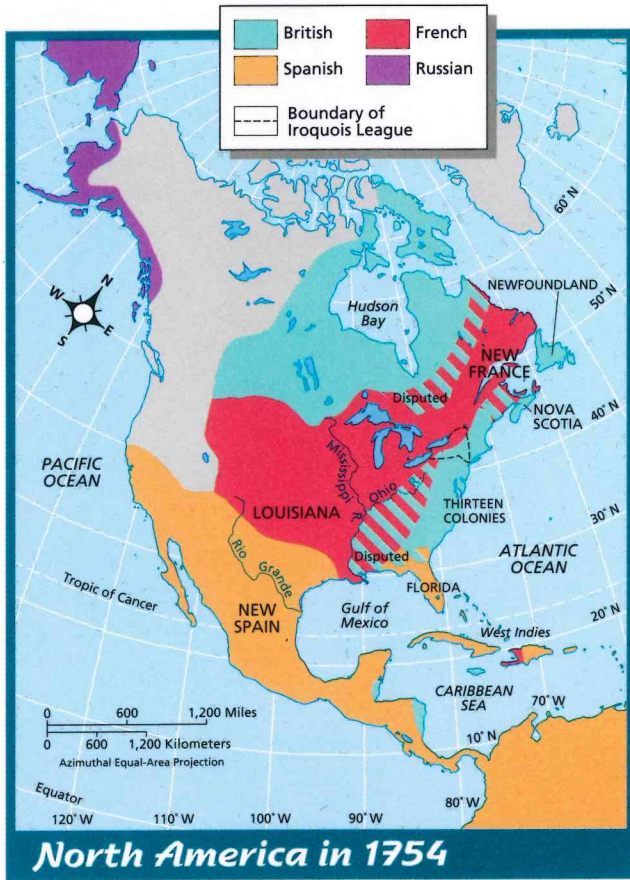 British
French
Spanish
Russian
Boundary of
Iroquois League
60°N
N
W
E
S
NEWFOUNDLAND
50°N
Hudson
Bay
NEW
FRANCE
Disputed
NOVA
SCOTIA
40°N
PACIFIC
OCEAN
Mississippi
R.
Ohio
R.
LOUISIANA
THIRTEEN
COLONIES
30°N
Disputed
ATLANTIC
OCEAN
Rio
Grande
FLORIDA
Tropic of Cancer
NEW
SPAIN
Gulf of
Mexico
20°N
West Indies
CARIBBEAN
SEA
70°W
0 600 1,200 Miles
0 600 1,200 Kilometers
Azimuthal Equal-Area Projection
10°N
Equator
120°W
110°W
100°W
90°W
80°W
North America in 1754